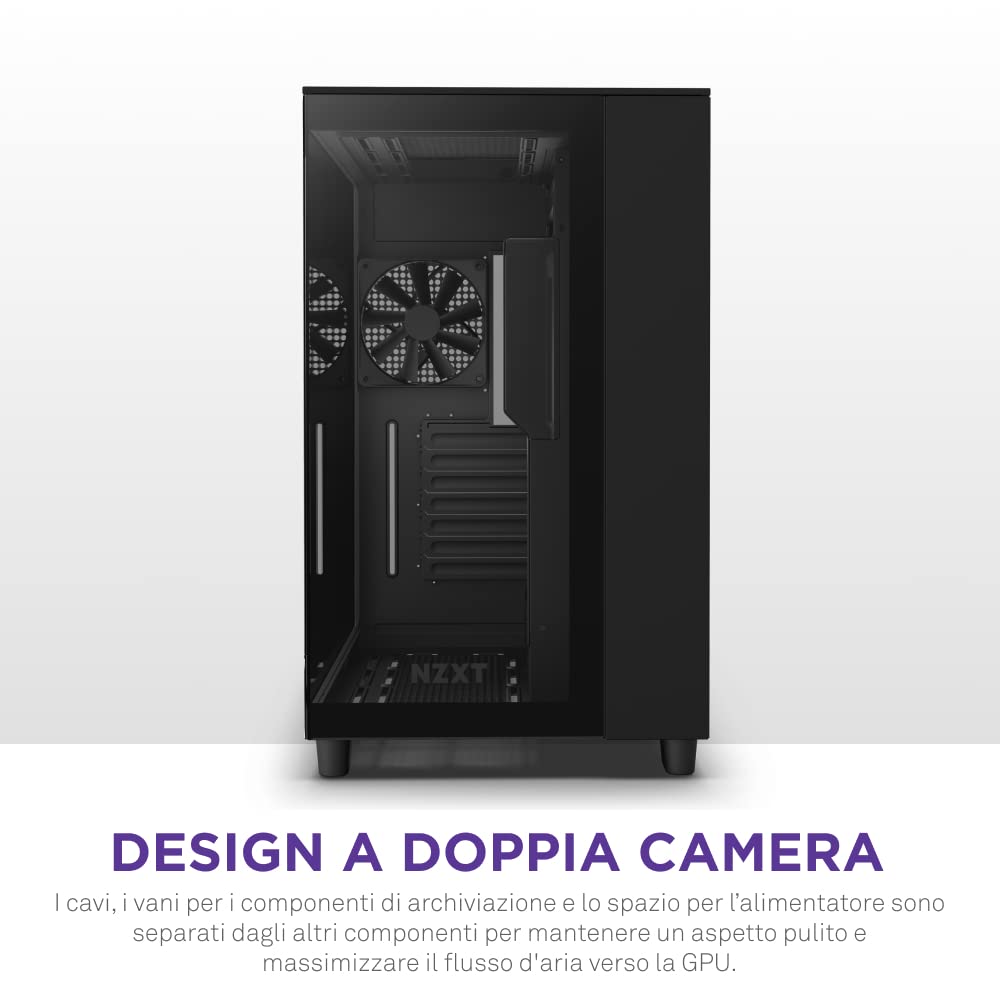 NZXT
DESIGN A DOPPIA CAMERA
I cavi, i vani per i componenti di archiviazione e lo spazio per l’alimentatore sono
separati dagli altri componenti per mantenere un aspetto pulito e
massimizzare il flusso d'aria verso la GPU.